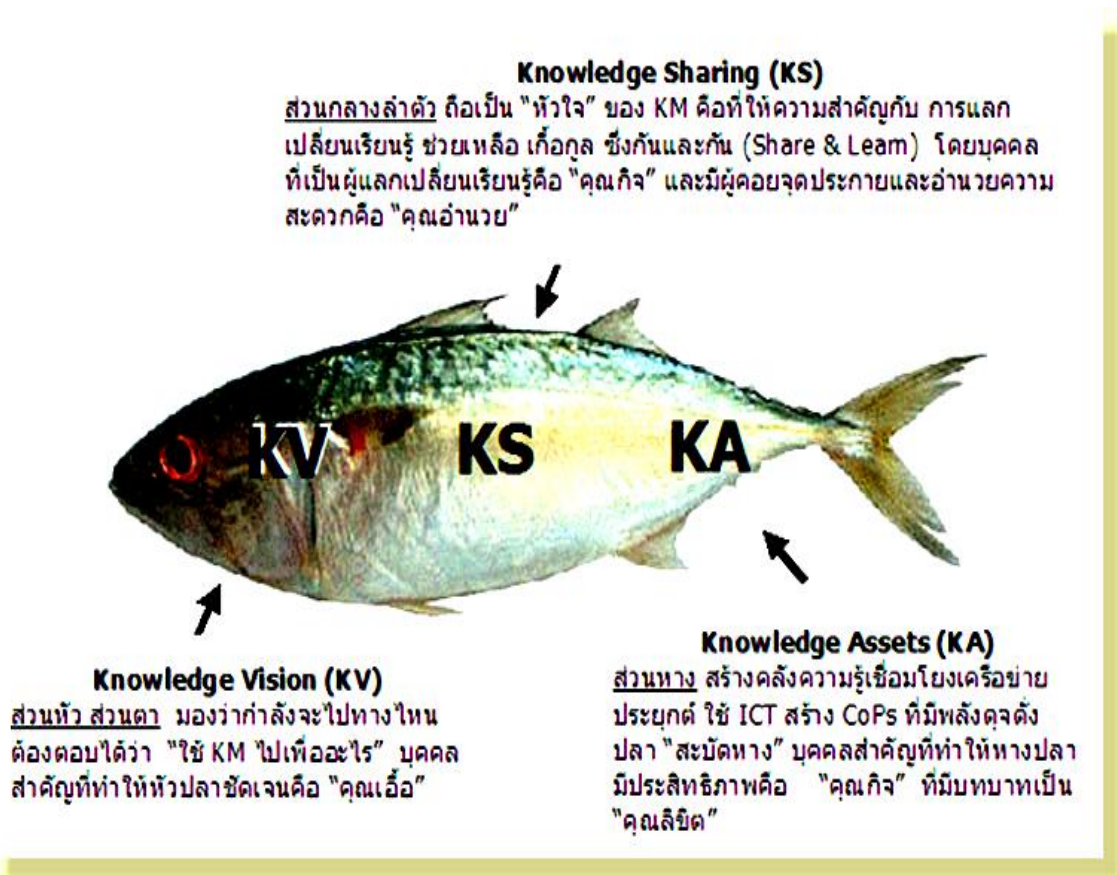 Knowledge Sharing (KS)
ส่วนกลางลำตัว ถือเป็น “หัวใจ” ของ KM คือที่ให้ความสำคัญกับ การแลก
เปลี่ยนเรียนรู้ ช่วยเหลือ เกื้อกูล ซึ่งกันและกัน (Share & Learn) โดยบุคคล
ที่เป็นผู้แลกเปลี่ยนเรียนรู้คือ “คุณกิจ” และมีผู้คอยจุดประกายและอำนวยความ
สะดวกคือ “คุณอำนวย”
KV KS KA
Knowledge Vision (KV)
ส่วนหัว ส่วนตา มองว่ากำลังจะไปทางไหน
ต้องตอบได้ว่า “ใช้ KM ไปเพื่ออะไร” บุคคล
สำคัญที่ทำให้หัวปลาชัดเจนคือ “คุณเอื้อ”
Knowledge Assets (KA)
ส่วนหาง สร้างคลังความรู้เชื่อมโยงเครือข่าย
ประยุกต์ ใช้ ICT สร้าง CoPs ที่มีพลังดุจดั่ง
ปลา “สะบัดหาง” บุคคลสำคัญที่ทำให้หางปลา
มีประสิทธิภาพคือ “คุณกิจ” ที่มีบทบาทเป็น
“คุณลิขิต”